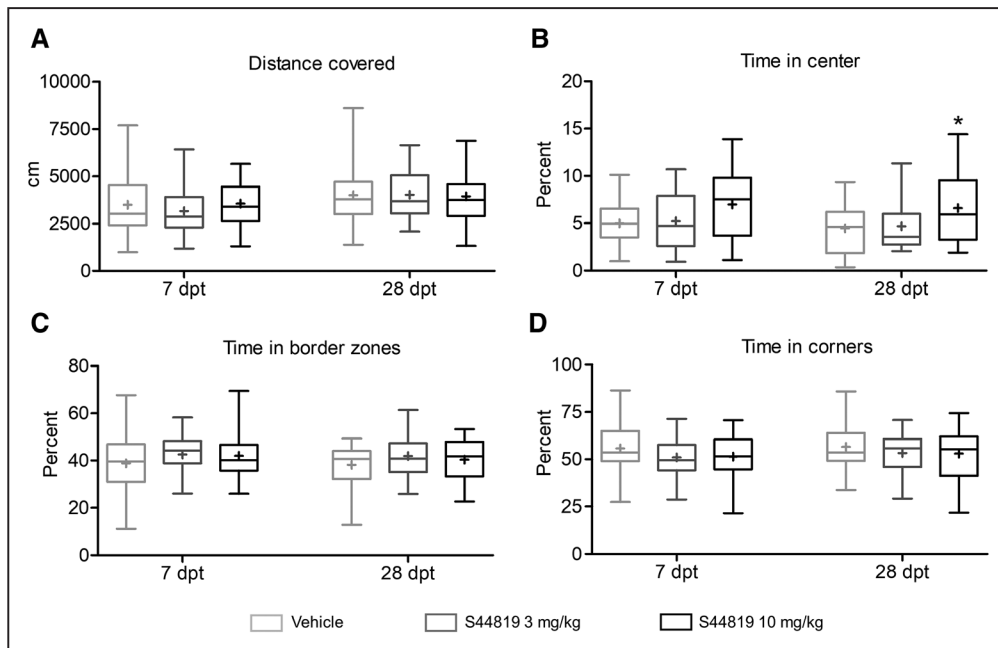 A
Distance covered
10000
7500
5000
2500
0
cm
7 dpt
28 dpt
B
Time in center
20
15
10
5
0
Percent
*
7 dpt
28 dpt
C
Time in border zones
80
60
40
20
0
Percent
7 dpt
28 dpt
D
Time in corners
100
75
50
25
0
Percent
7 dpt
28 dpt
Vehicle
S44819 3 mg/kg
S44819 10 mg/kg